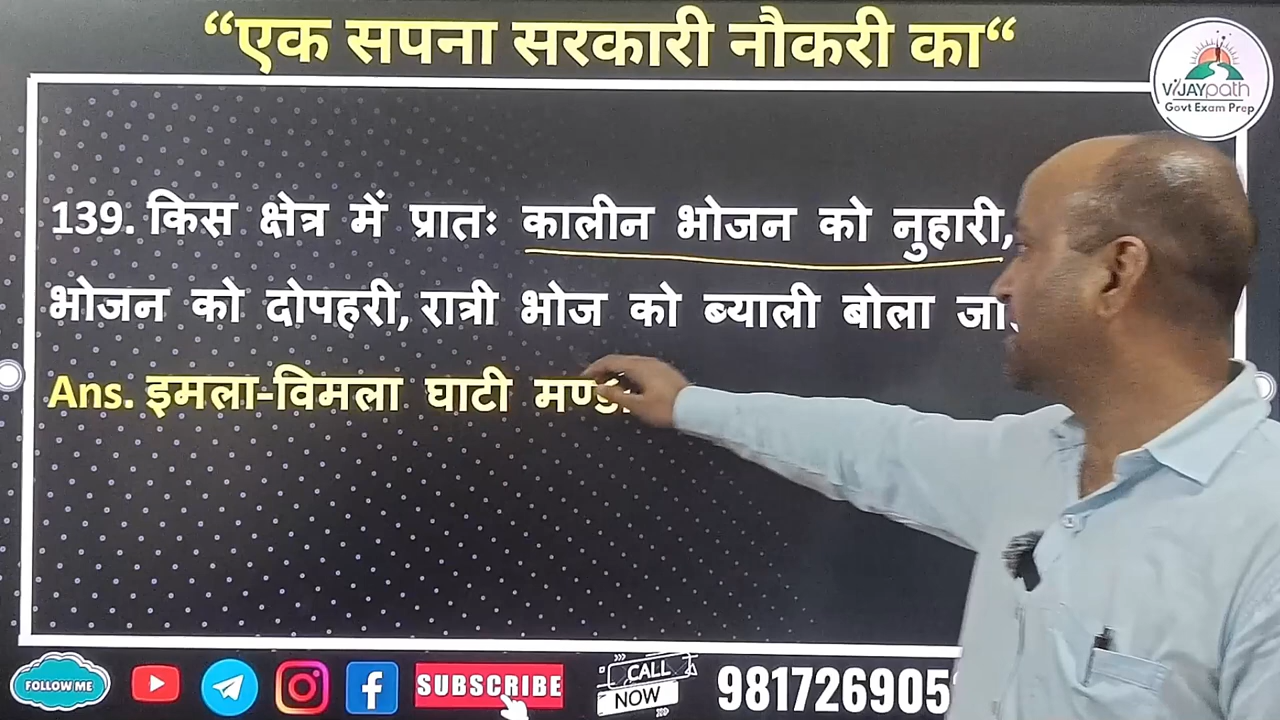 “एक सपना सरकारी नौकरी का“
VIJAYpath
Govt Exam Prep
139. किस क्षेत्र में प्रातः कालीन भोजन को नुहारी,
भोजन को दोपहरी, रात्री भोज को ब्याली बोला
Ans. इमला-विमला घाटी
FOLLOW ME
SUBSCRIBE
CALL
NOW
981726905